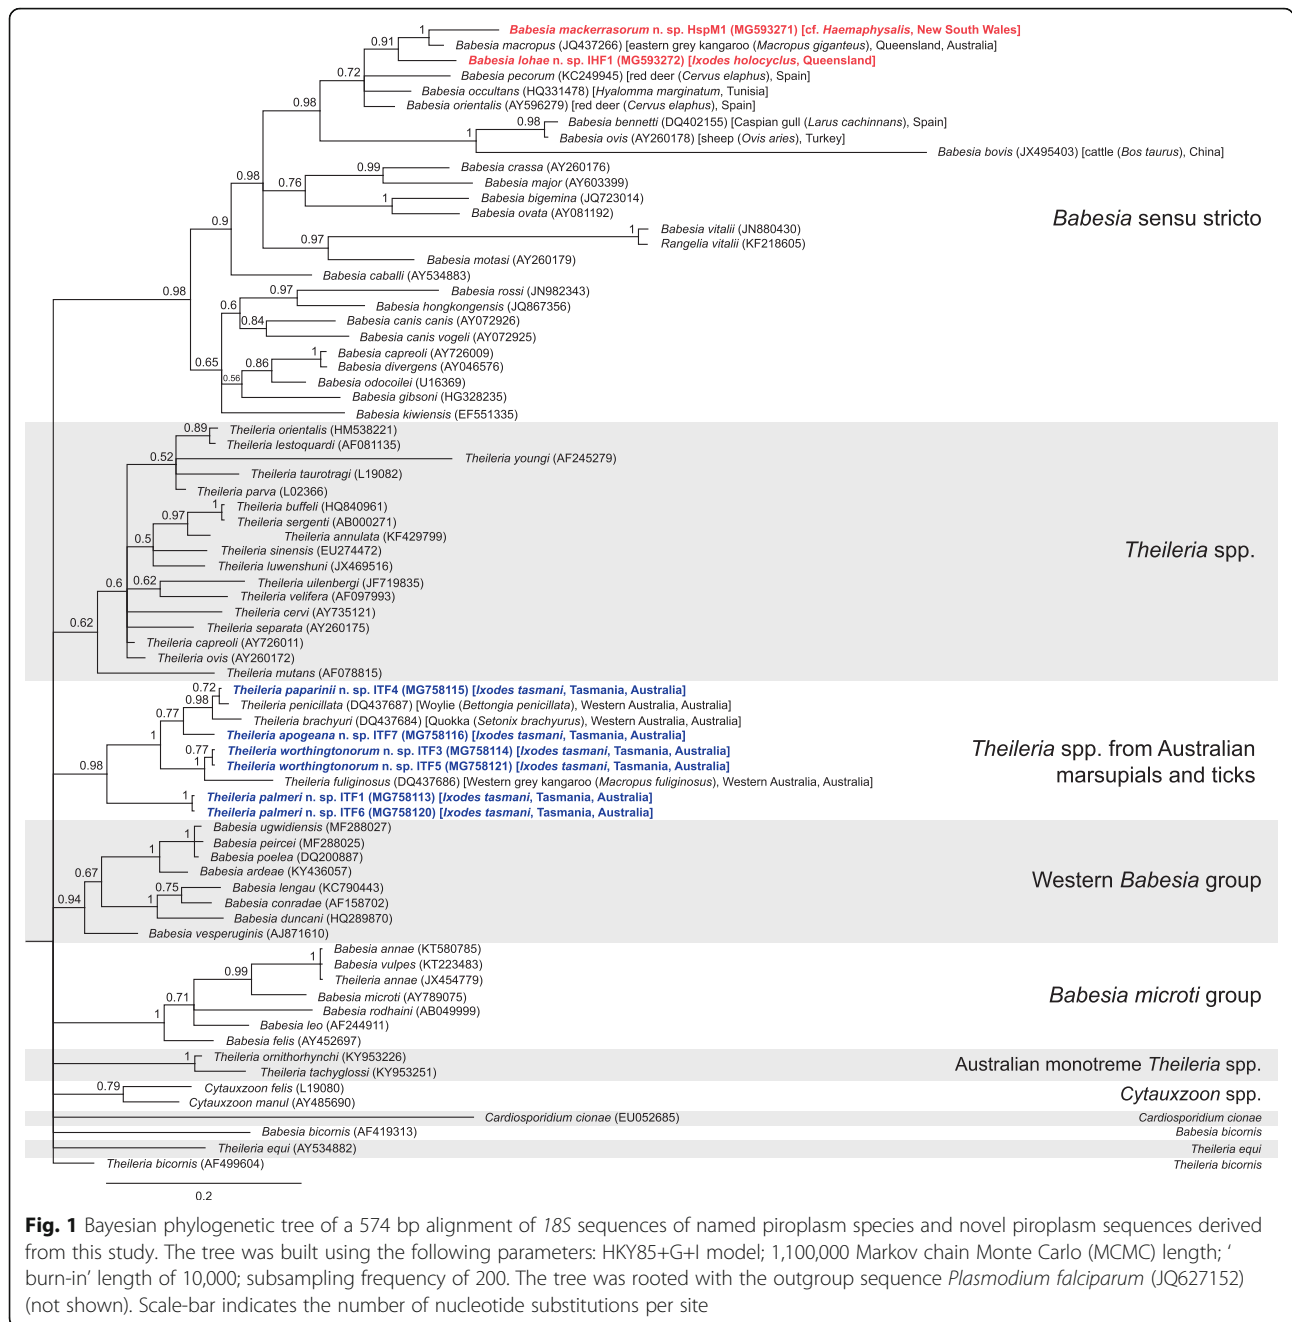 Babesia mackerrasorum n. sp. HspM1 (MG593271) [cf. Haemaphysalis, New South Wales]
Babesia macropus (JQ437266) [eastern grey kangaroo (Macropus giganteus), Queensland, Australia]
Babesia lohae n. sp. IHF1 (MG593272) [Ixodes holocyclus, Queensland]
Babesia pecorum (KC249945) [red deer (Cervus elaphus), Spain]
Babesia occultans (HQ331478) [Hyalomma marginatum, Tunisia]
Babesia orientalis (AY596279) [red deer (Cervus elaphus), Spain]
Babesia bennetti (DQ402155) [Caspian gull (Larus cachinnans), Spain]
Babesia ovis (AY260178) [sheep (Ovis aries), Turkey]
Babesia bovis (JX495403) [cattle (Bos taurus), China]
Babesia crassa (AY260176)
Babesia major (AY603399)
Babesia bigemina (JQ723014)
Babesia ovata (AY081192)
Babesia vitalii (JN880430)
Rangelia vitalii (KF218605)
Babesia motasi (AY260179)
Babesia caballi (AY534883)
Babesia rossi (JN982343)
Babesia hongkongensis (JQ867356)
Babesia canis canis (AY072926)
Babesia canis vogeli (AY072925)
Babesia capreoli (AY726009)
Babesia divergens (AY046576)
Babesia odocoilei (U16369)
Babesia gibsoni (HG328235)
Babesia kiwiensis (EF551335)
1
0.91
0.72
0.98
0.98
1
0.99
0.76
1
0.98
1
0.97
0.9
0.98
0.97
0.6
0.84
0.65
1
0.86
0.56
Babesia sensu stricto
Theileria orientalis (HM538221)
Theileria lestoquardi (AF081135)
Theileria youngi (AF245279)
Theileria taurotragi (L19082)
Theileria parva (L02366)
Theileria buffeli (HQ840961)
Theileria sergenti (AB000271)
Theileria annulata (KF429799)
Theileria sinensis (EU274472)
Theileria luwenshuni (JX469516)
Theileria uilenbergi (JF719835)
Theileria velifera (AF097993)
Theileria cervi (AY735121)
Theileria separata (AY260175)
Theileria capreoli (AY726011)
Theileria ovis (AY260172)
Theileria mutans (AF078815)
0.89
0.52
1
0.97
0.5
0.6
0.62
0.62
Theileria spp.
Theileria paparinii n. sp. ITF4 (MG758115) [Ixodes tasmani, Tasmania, Australia]
Theileria penicillata (DQ437687) [Woylie (Bettongia penicillata), Western Australia, Australia]
Theileria brachyuri (DQ437684) [Quokka (Setonix brachyurus), Western Australia, Australia]
Theileria apogeana n. sp. ITF7 (MG758116) [Ixodes tasmani, Tasmania, Australia]
Theileria worthingtonorum n. sp. ITF3 (MG758114) [Ixodes tasmani, Tasmania, Australia]
Theileria worthingtonorum n. sp. ITF5 (MG758121) [Ixodes tasmani, Tasmania, Australia]
Theileria fuliginosus (DQ437686) [Western grey kangaroo (Macropus fuliginosus), Western Australia, Australia]
Theileria palmeri n. sp. ITF1 (MG758113) [Ixodes tasmani, Tasmania, Australia]
Theileria palmeri n. sp. ITF6 (MG758120) [Ixodes tasmani, Tasmania, Australia]
0.72
0.98
0.77
1
0.77
1
0.98
1
Theileria spp. from Australian
marsupials and ticks
Babesia ugwidiensis (MF288027)
Babesia peircei (MF288025)
Babesia poelea (DQ200887)
Babesia ardeae (KY436057)
Babesia lengau (KC790443)
Babesia conradae (AF158702)
Babesia duncani (HQ289870)
Babesia vesperuginis (AJ871610)
1
1
0.67
0.75
0.94
1
Western Babesia group
Babesia annae (KT580785)
Babesia vulpes (KT223483)
Theileria annae (JX454779)
Babesia microti (AY789075)
Babesia rodhaini (AB049999)
Babesia leo (AF244911)
Babesia felis (AY452697)
1
0.99
0.71
1
Babesia microti group
Theileria ornithorhynchi (KY953226)
Theileria tachyglossi (KY953251)
1
Australian monotreme Theileria spp.
Cytauxzoon felis (L19080)
Cytauxzoon manul (AY485690)
0.79
Cytauxzoon spp.
Cardiosporidium cionae (EU052685)
Cardiosporidium cionae
Babesia bicornis (AF419313)
Babesia bicornis
Theileria equi (AY534882)
Theileria equi
Theileria bicornis (AF499604)
Theileria bicornis
0.2
Fig. 1 Bayesian phylogenetic tree of a 574 bp alignment of 18S sequences of named piroplasm species and novel piroplasm sequences derived
from this study. The tree was built using the following parameters: HKY85+G+I model; 1,100,000 Markov chain Monte Carlo (MCMC) length; ‘
burn-in’ length of 10,000; subsampling frequency of 200. The tree was rooted with the outgroup sequence Plasmodium falciparum (JQ627152)
(not shown). Scale-bar indicates the number of nucleotide substitutions per site